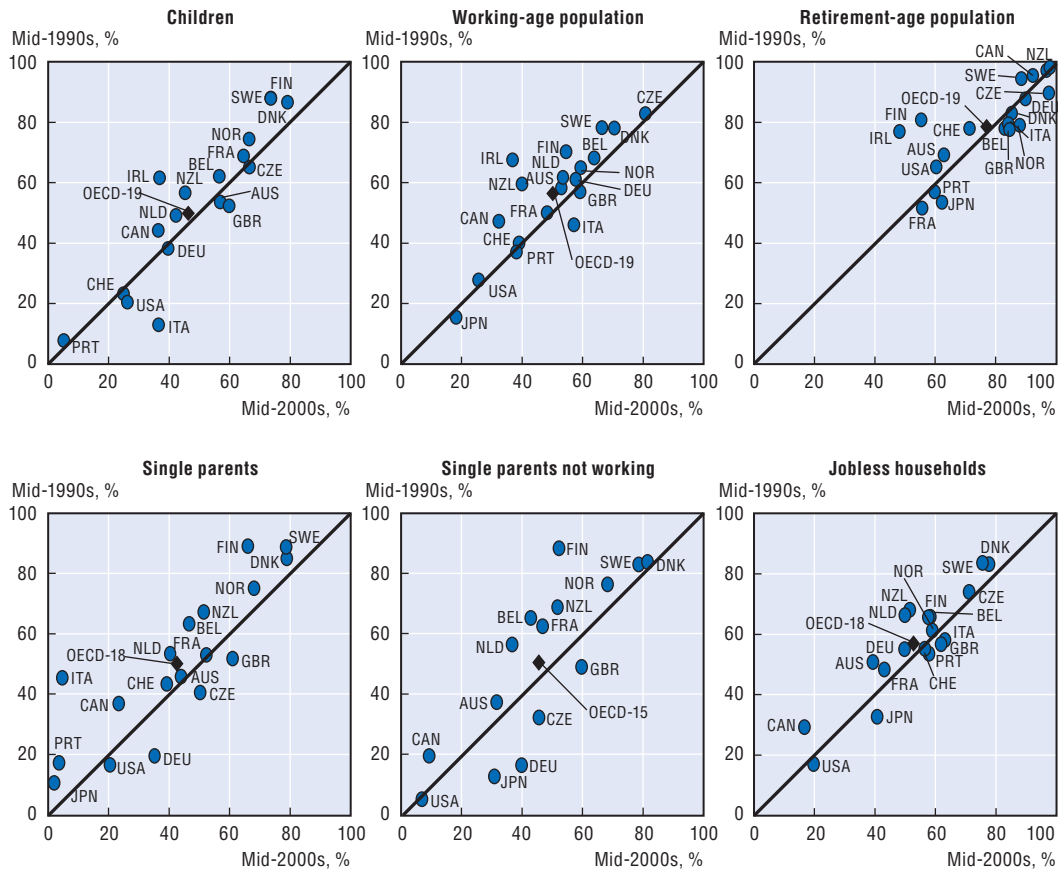 Children
Mid-1990s, %
100
80
60
40
20
0
0 20 40 60 80 100
Mid-2000s, %
FIN
SWE
DNK
NOR
FRA
BEL
CZE
IRL
NZL
OECD-19
AUS
NLD
GBR
CAN
DEU
CHE
USA
ITA
PRT
Working-age population
Mid-1990s, %
100
80
60
40
20
0
0 20 40 60 80 100
Mid-2000s, %
CZE
SWE
DNK
FIN
BEL
IRL
NLD
AUS
NOR
NZL
DEU
GBR
CAN
FRA
ITA
CHE
PRT
OECD-19
USA
JPN
Retirement-age population
Mid-1990s, %
100
80
60
40
20
0
0 20 40 60 80 100
Mid-2000s, %
CAN
NZL
SWE
CZE
OECD-19
DEU
FIN
DNK
IRL
CHE
ITA
AUS
BEL
NOR
GBR
USA
PRT
JPN
FRA
Single parents
Mid-1990s, %
100
80
60
40
20
0
0 20 40 60 80 100
Mid-2000s, %
SWE
FIN
DNK
NOR
NZL
BEL
NLD
FRA
OECD-18
GBR
ITA
AUS
CHE
CZE
CAN
PRT
USA
DEU
JPN
Single parents not working
Mid-1990s, %
100
80
60
40
20
0
0 20 40 60 80 100
Mid-2000s, %
FIN
SWE
DNK
NOR
NZL
BEL
FRA
NLD
GBR
OECD-15
AUS
CZE
CAN
DEU
JPN
USA
Jobless households
Mid-1990s, %
100
80
60
40
20
0
0 20 40 60 80 100
Mid-2000s, %
DNK
SWE
NOR
CZE
NZL
FIN
NLD
BEL
OECD-18
ITA
GBR
DEU
PRT
AUS
CHE
FRA
JPN
CAN
USA